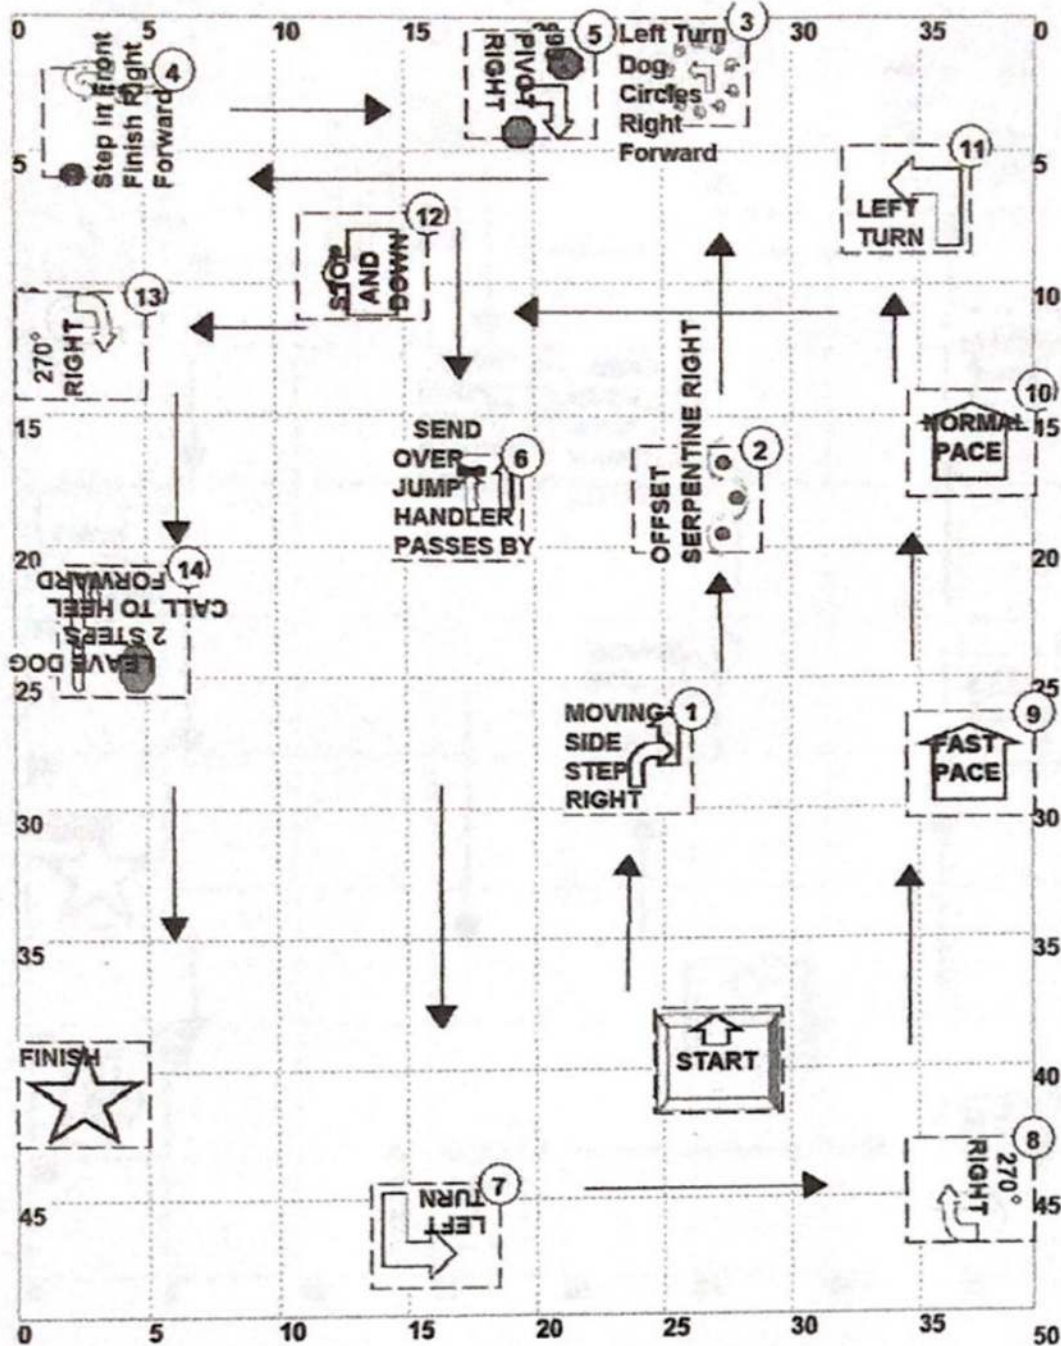 0 5 10 15 20 25 30 35 0
4
Step in Front
Finish Right
Forward
5
PIVOT
RIGHT
3
Left Turn
Dog
Circles
Right
Forward
5
5
11
LEFT
TURN
12
STOP
AND
DOWN
10
13
270°
RIGHT
15
15
10
NORMAL
PACE
SEND
OVER
JUMP
HANDLER
PASSES BY
6
2
OFFSET
SERPENTINE RIGHT
20
20
14
LEAVE DOG
2 STEPS
CALL TO HEEL
FORWARD
25
25
1
MOVING
SIDE
STEP
RIGHT
9
FAST
PACE
30
30
35
35
FINISH
START
40
40
8
270°
RIGHT
7
LEFT
TURN
45
45
0 5 10 15 20 25 30 35 50